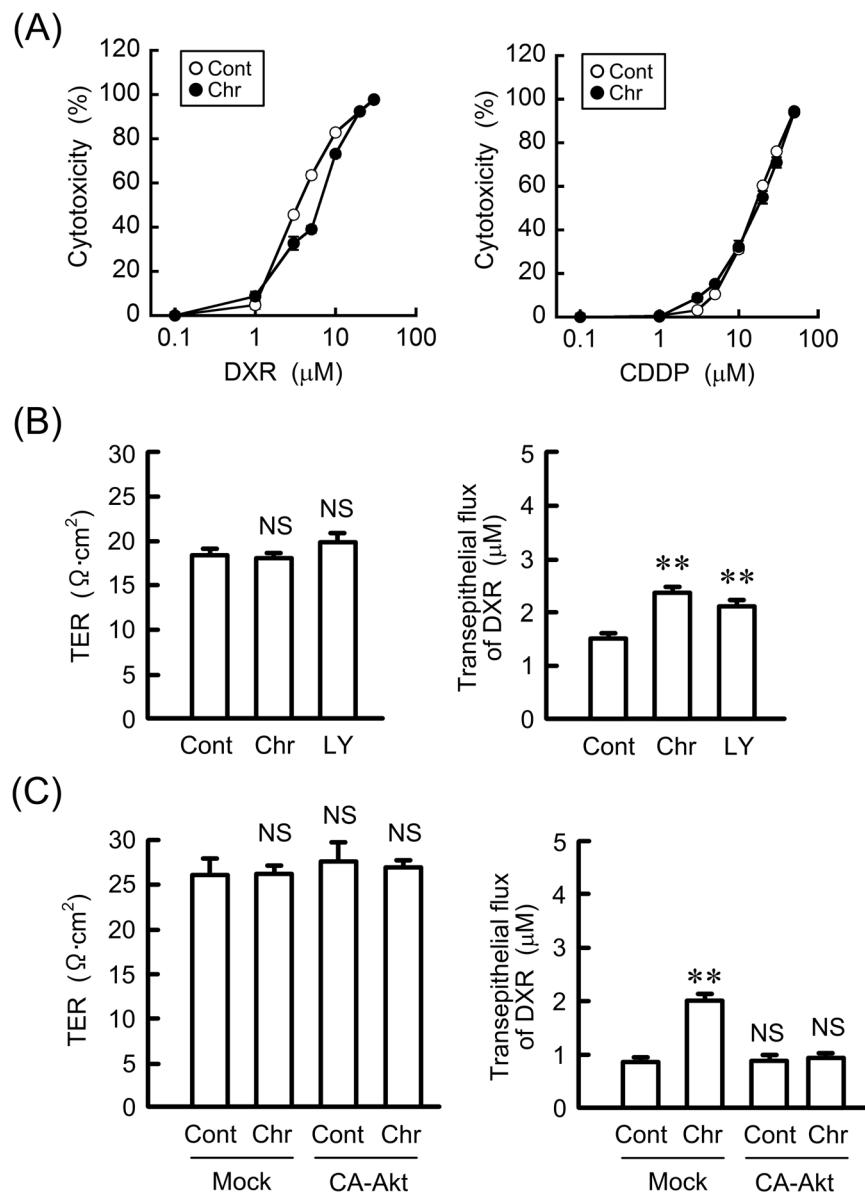 (A)
120
100
80
60
40
20
0
Cytotoxicity (%)
Cont
Chr
0.1 1 10 100
DXR (μM)
120
100
80
60
40
20
0
Cytotoxicity (%)
Cont
Chr
0.1 1 10 100
CDDP (μM)
(B)
30
25
20
15
10
5
0
TER (Ω·cm²)
NS NS
Cont Chr LY
5
4
3
2
1
0
Transepithelial flux
of DXR (μM)
** **
Cont Chr LY
(C)
30
25
20
15
10
5
0
TER (Ω·cm²)
NS NS NS
Cont Chr Cont Chr
Mock CA-Akt
5
4
3
2
1
0
Transepithelial flux
of DXR (μM)
** NS NS
Cont Chr Cont Chr
Mock CA-Akt